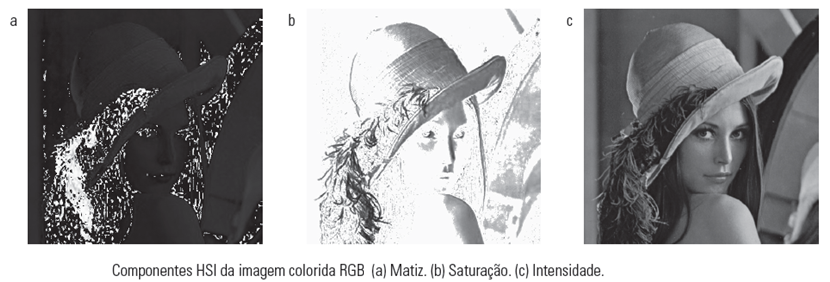 a
b
c
Componentes HSI da imagem colorida RGB (a) Matiz. (b) Saturação. (c) Intensidade.